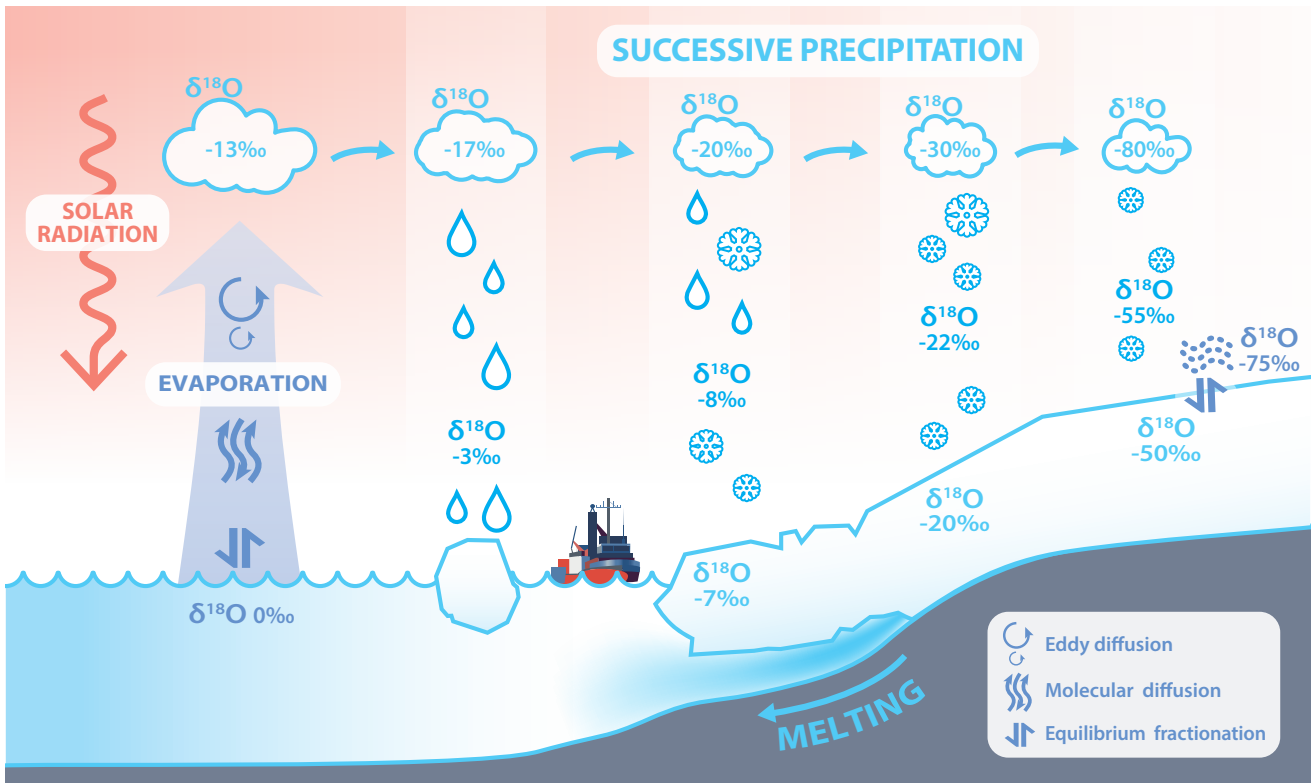 SUCCESSIVE PRECIPITATION
δ¹⁸O
-13‰
δ¹⁸O
-17‰
δ¹⁸O
-20‰
δ¹⁸O
-30‰
δ¹⁸O
-80‰
SOLAR
RADIATION
EVAPORATION
δ¹⁸O
-3‰
δ¹⁸O
-8‰
δ¹⁸O
-22‰
δ¹⁸O
-55‰
δ¹⁸O
-75‰
δ¹⁸O
-50‰
δ¹⁸O
-20‰
δ¹⁸O
-7‰
δ¹⁸O 0‰
MELTING
Eddy diffusion
Molecular diffusion
Equilibrium fractionation